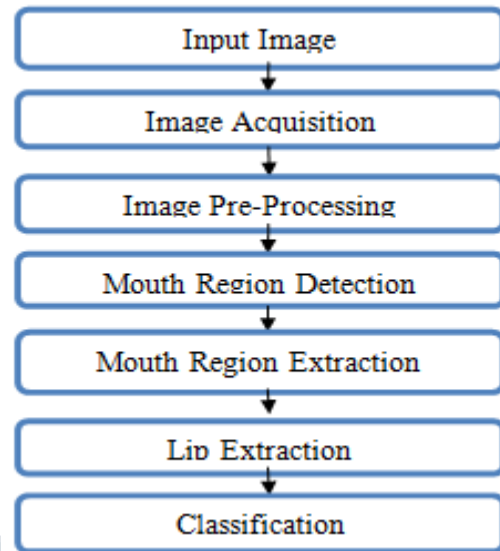 Input Image
Image Acquisition
Image Pre-Processing
Mouth Region Detection
Mouth Region Extraction
Lip Extraction
Classification